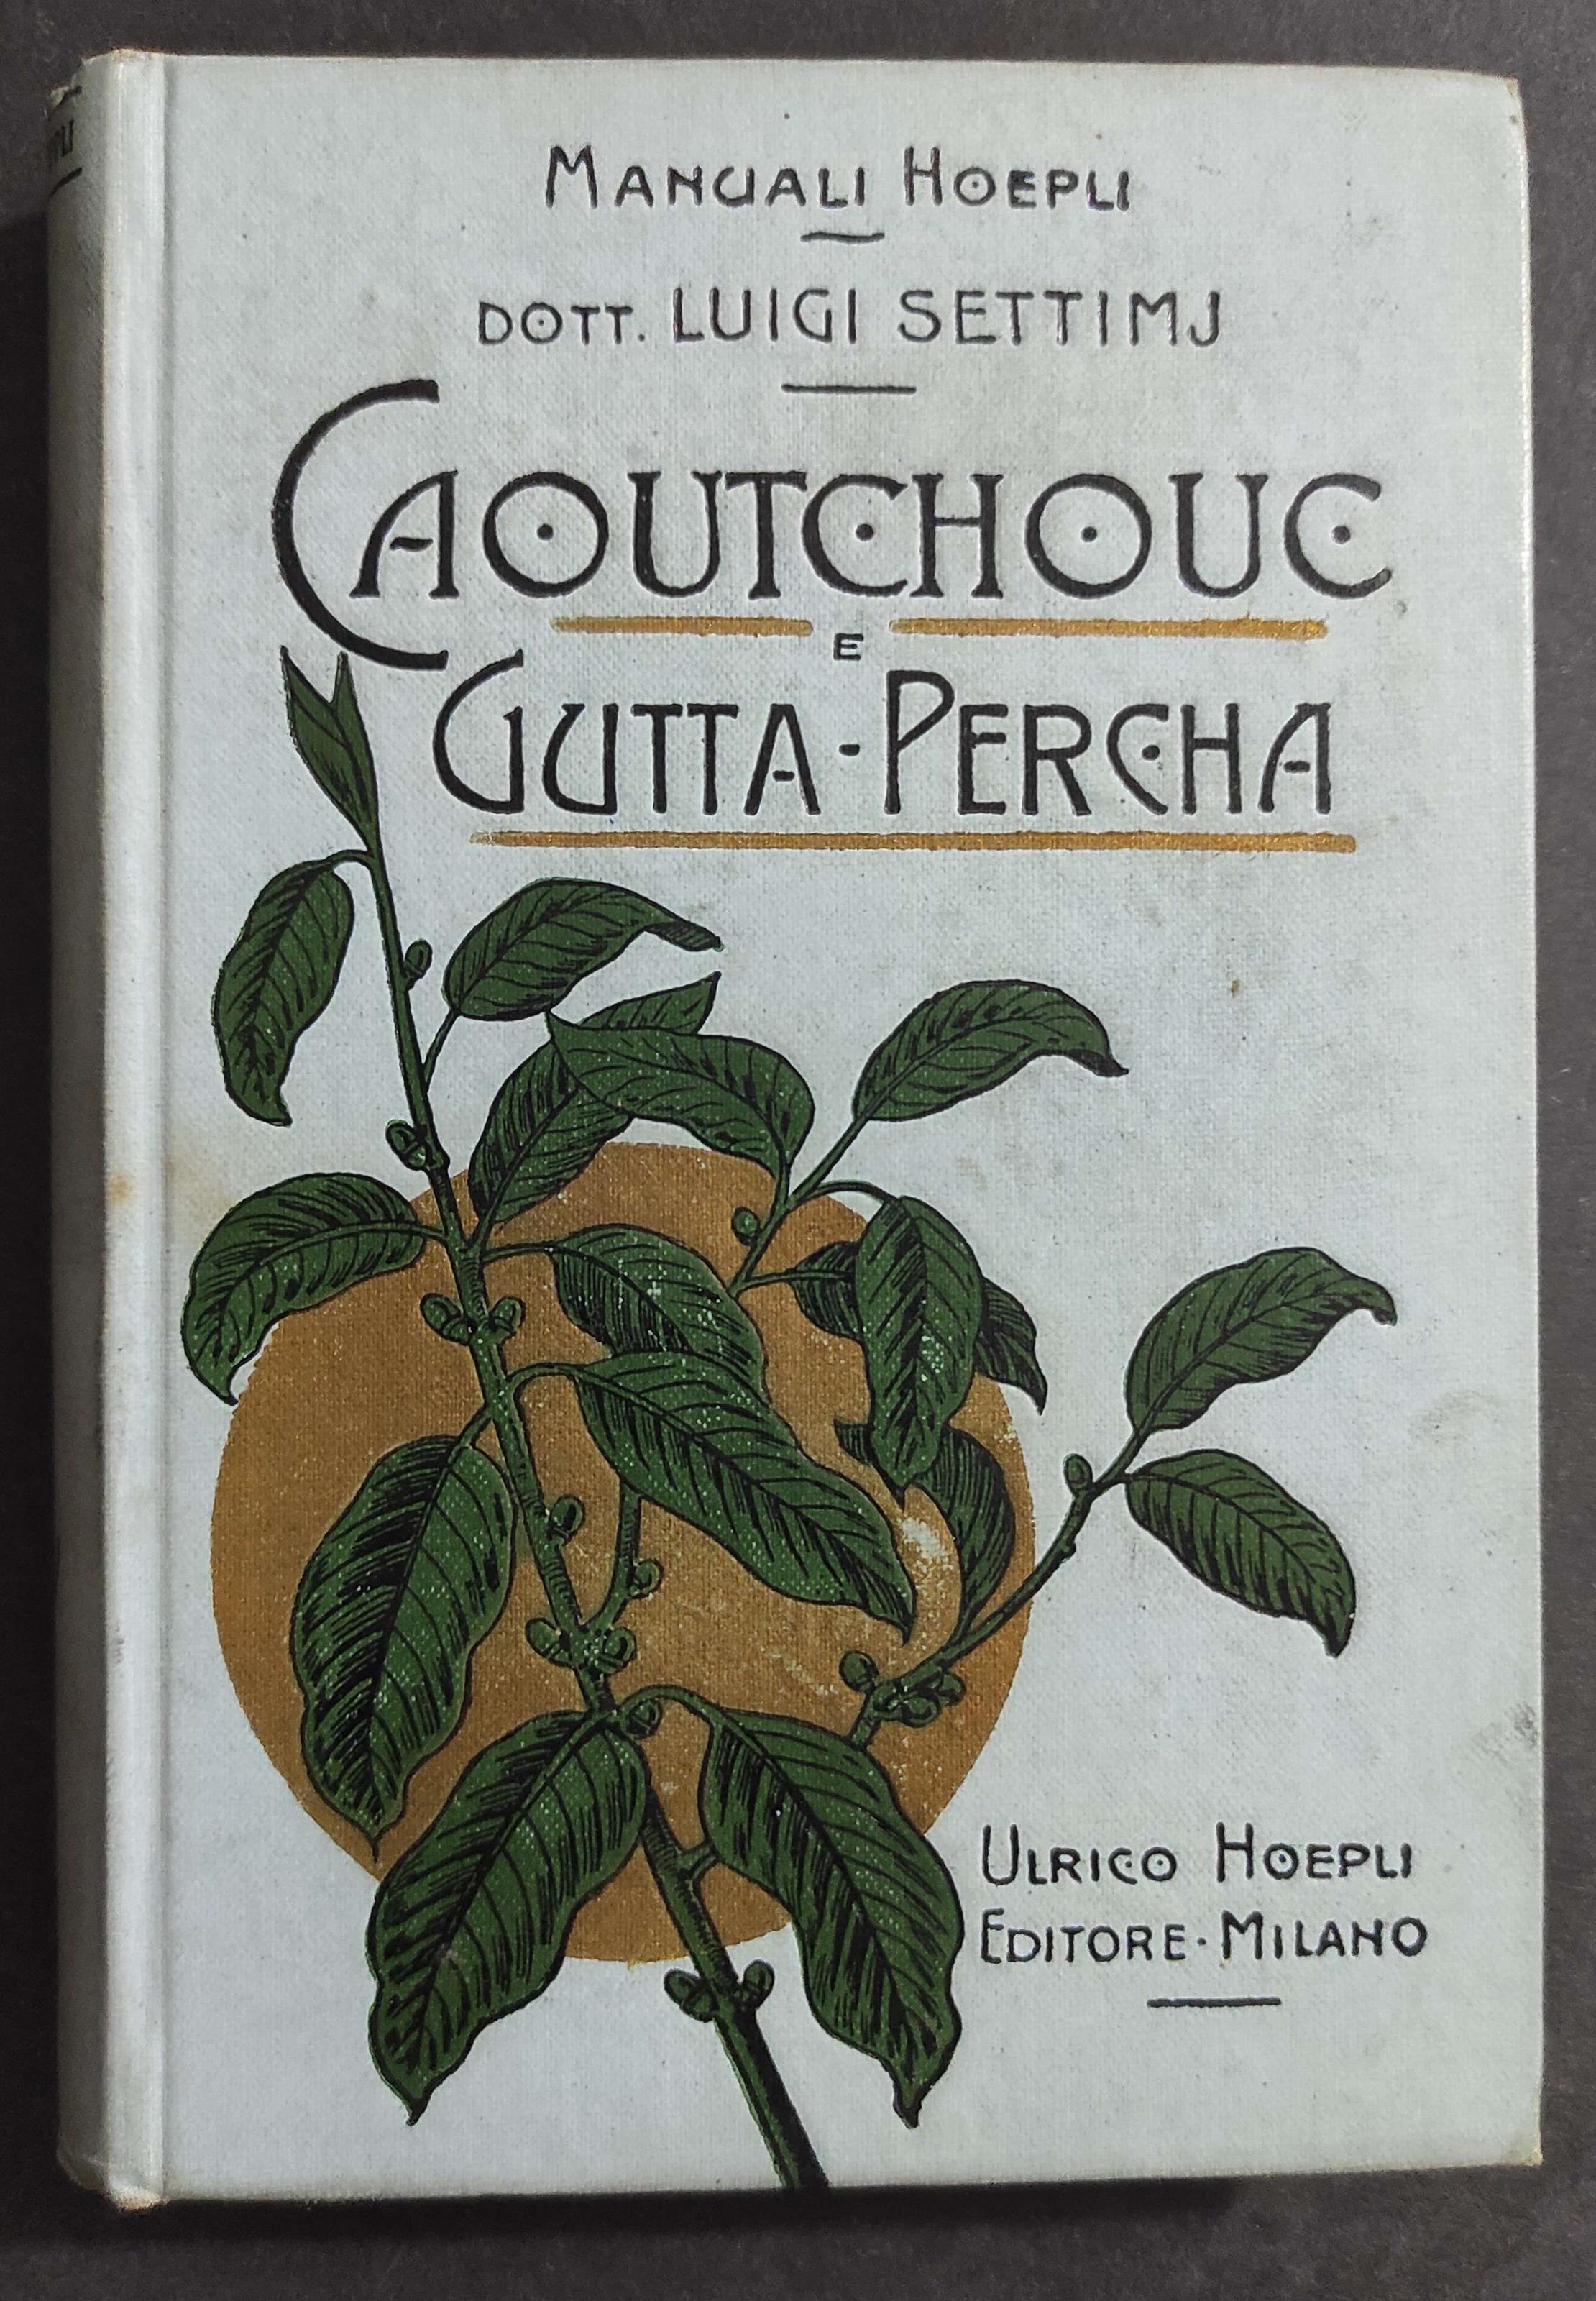 MANUALI HOEPLI
DOTT. LUIGI SETTIMJ
CAOUTCHOUC
E
GUTTA-PERCHA
ULRICO HOEPLI
EDITORE · MILANO